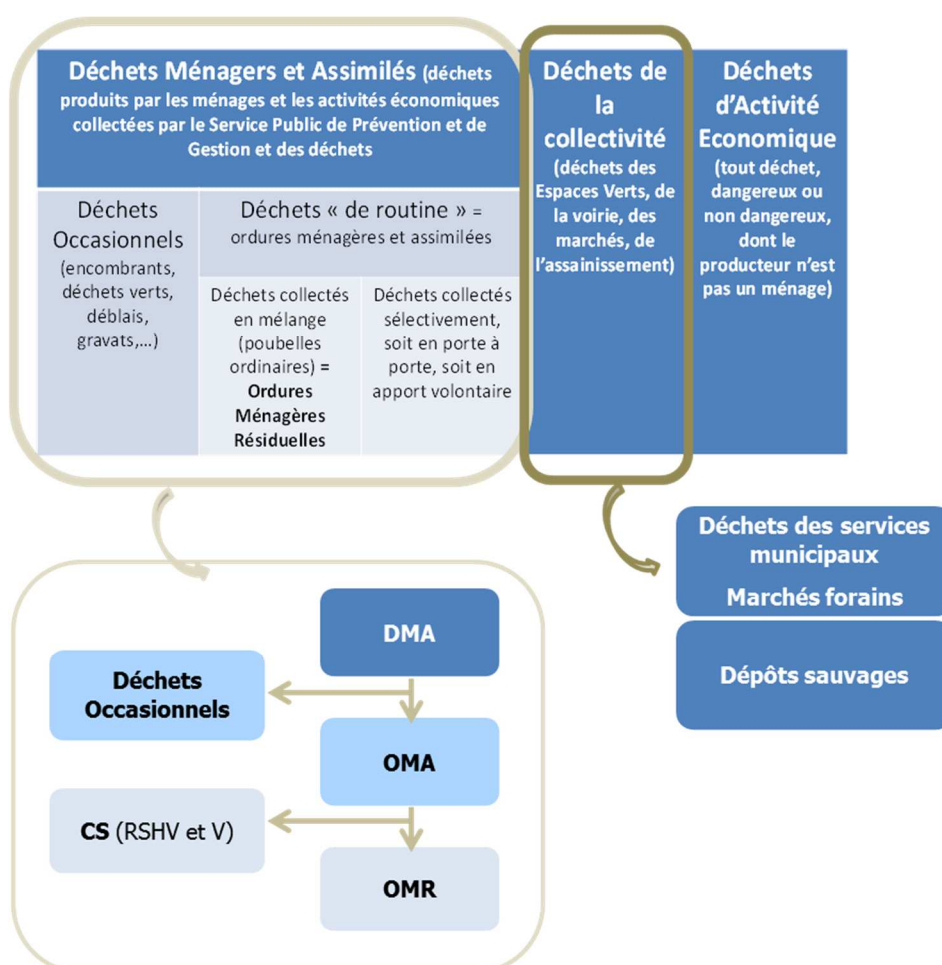 Déchets Ménagers et Assimilés (déchets
produits par les ménages et les activités économiques
collectées par le Service Public de Prévention et de
Gestion et des déchets
Déchets
Occasionnels
(encombrants,
déchets verts,
déblais,
gravats,…)
Déchets « de routine » =
ordures ménagères et assimilées
Déchets collectés
en mélange
(poubelles
ordinaires) =
Ordures
Ménagères
Résiduelles
Déchets collectés
sélectivement,
soit en porte à
porte, soit en
apport volontaire
Déchets de
la
collectivité
(déchets des
Espaces Verts, de
la voirie, des
marchés, de
l’assainissement)
Déchets
d’Activité
Economique
(tout déchet,
dangereux ou
non dangereux,
dont le
producteur n’est
pas un ménage)
Déchets des services
municipaux
Marchés forains
Dépôts sauvages
DMA
Déchets
Occasionnels
OMA
CS (RSHV et V)
OMR